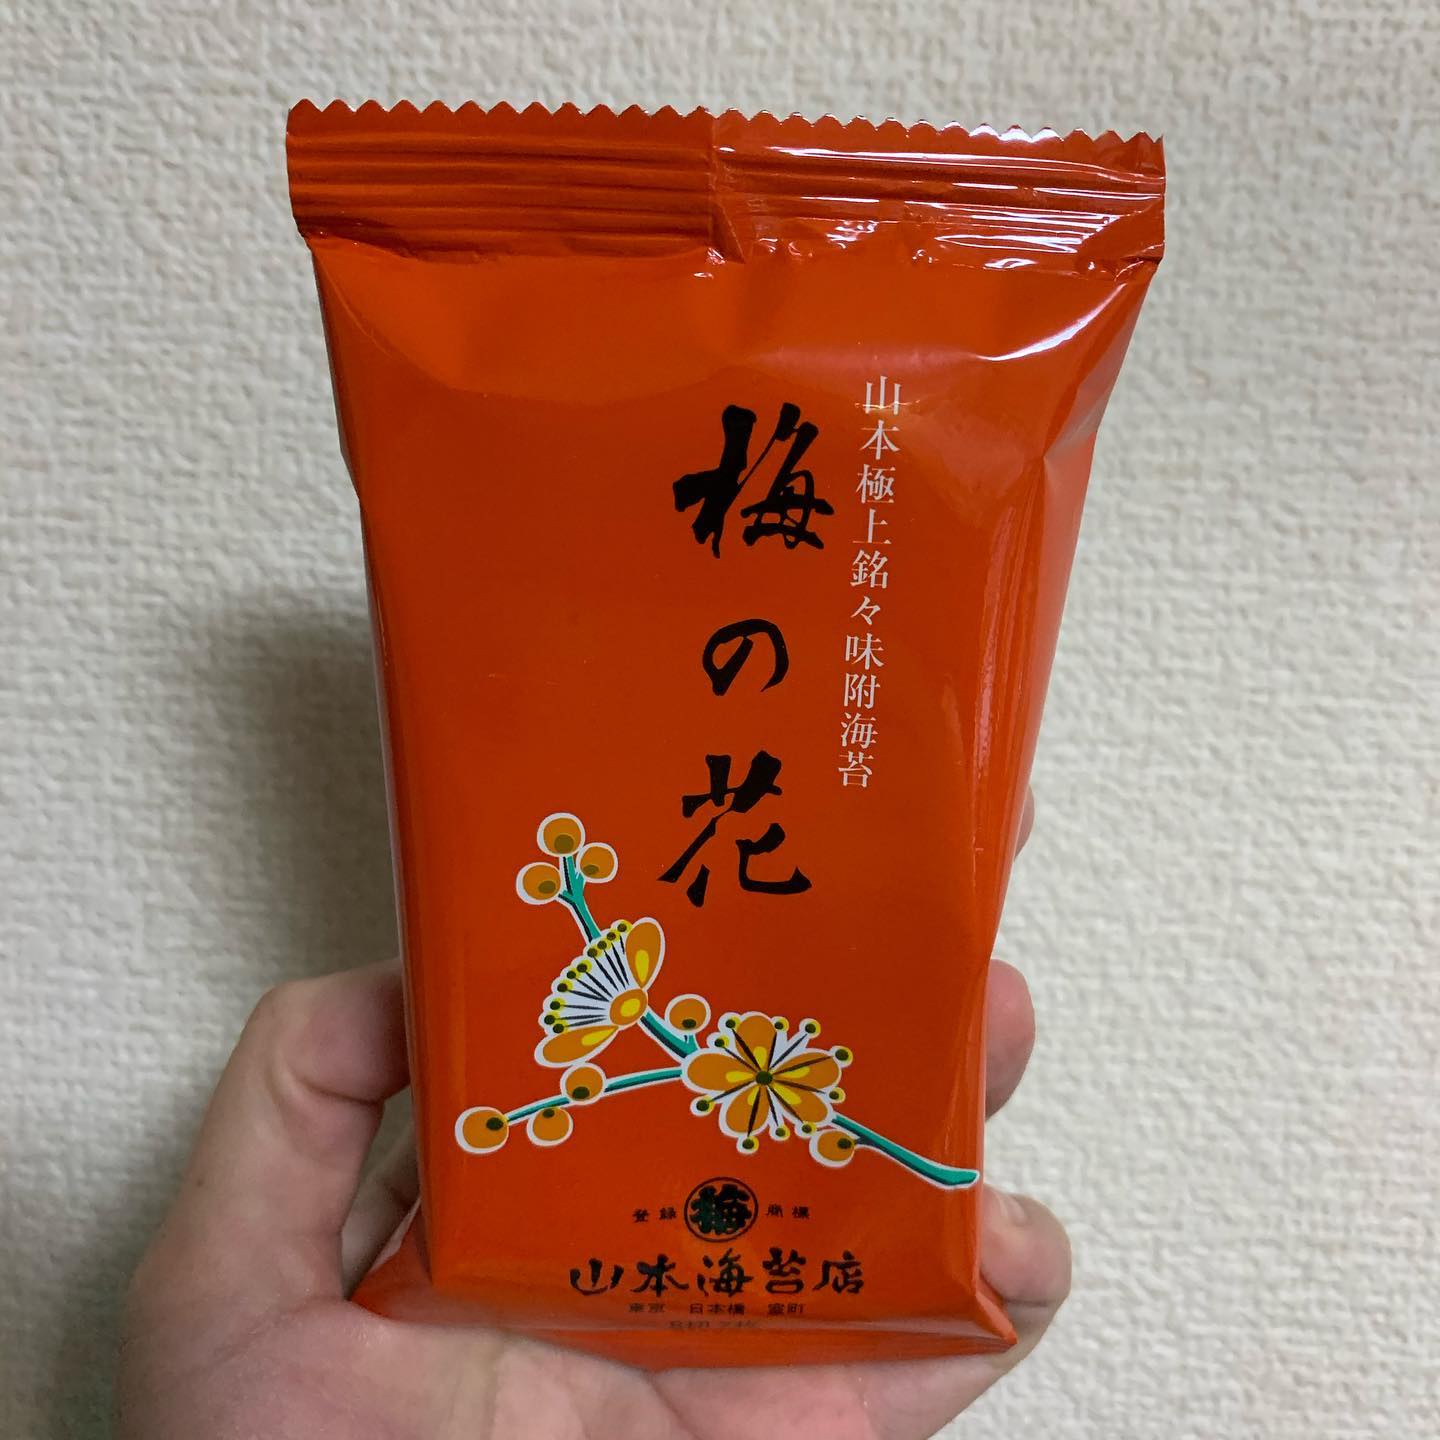 山本極上銘々味附海苔
梅の花
登録 梅 商標
山本海苔店
東京 日本橋 室町